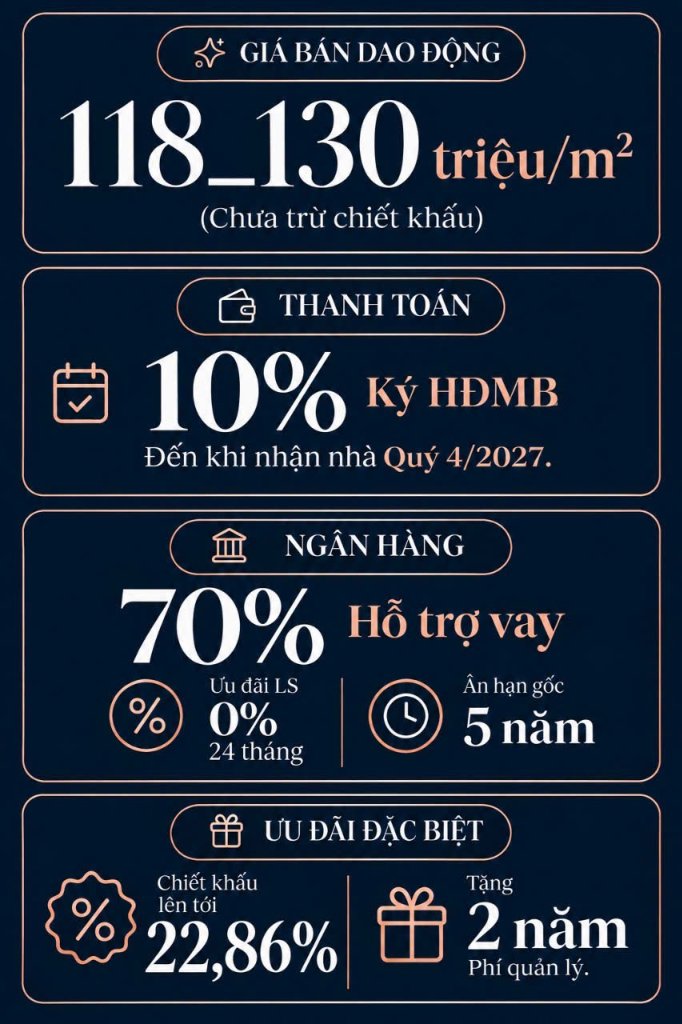 GIÁ BÁN DAO ĐỘNG
118_130 triệu/m²
(Chưa trừ chiết khấu)
THANH TOÁN
10% Ký HĐMB
Đến khi nhận nhà Quý 4/2027.
NGÂN HÀNG
70% Hỗ trợ vay
Ưu đãi LS
0%
24 tháng
Ân hạn gốc
5 năm
ƯU ĐÃI ĐẶC BIỆT
Chiết khấu
lên tới
22,86%
Tặng
2 năm
Phí quản lý.